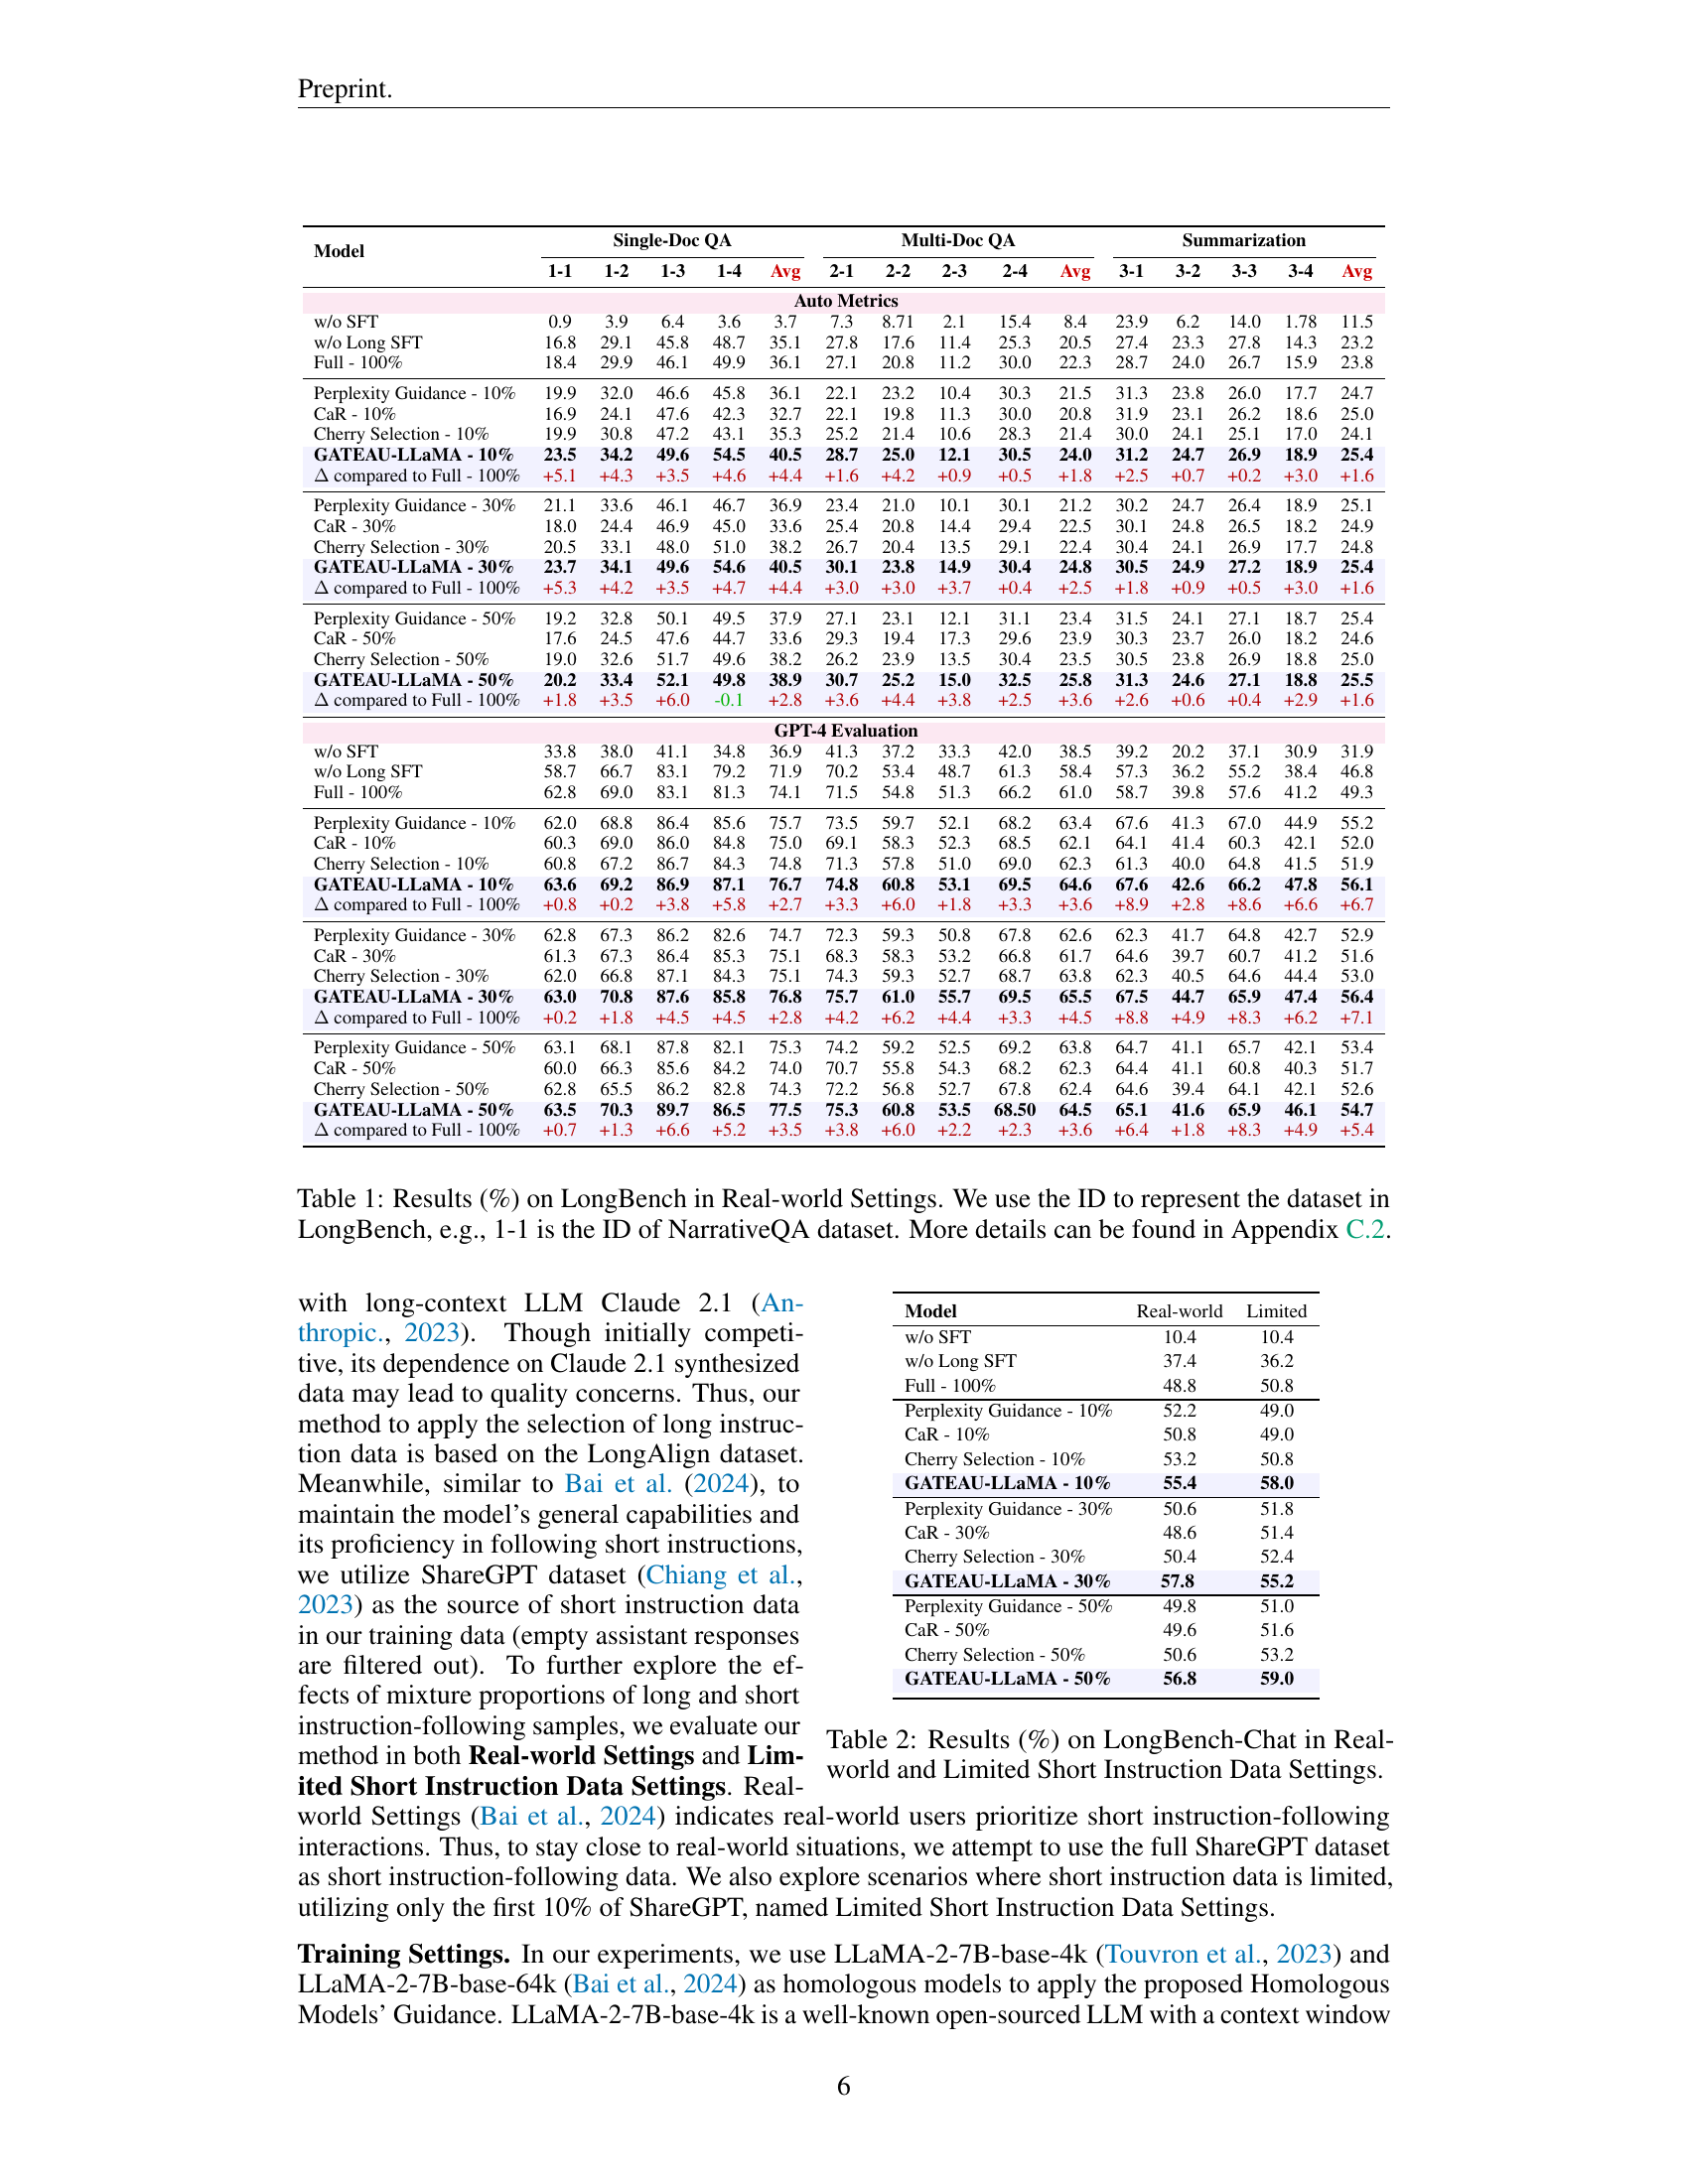 Preprint.
Model Single-Doc QA Multi-Doc QA Summarization
1-1 1-2 1-3 1-4 Avg 2-1 2-2 2-3 2-4 Avg 3-1 3-2 3-3 3-4 Avg
Auto Metrics
w/o SFT 0.9 3.9 6.4 3.6 3.7 7.3 8.71 2.1 15.4 8.4 23.9 6.2 14.0 1.78 11.5
w/o Long SFT 16.8 29.1 45.8 48.7 35.1 27.8 17.6 11.4 25.3 20.5 27.4 23.3 27.8 14.3 23.2
Full - 100% 18.4 29.9 46.1 49.9 36.1 27.1 20.8 11.2 30.0 22.3 28.7 24.0 26.7 15.9 23.8
Perplexity Guidance - 10% 19.9 32.0 46.6 45.8 36.1 22.1 23.2 10.4 30.3 21.5 31.3 23.8 26.0 17.7 24.7
CaR - 10% 16.9 24.1 47.6 42.3 32.7 22.1 19.8 11.3 30.0 20.8 31.9 23.1 26.2 18.6 25.0
Cherry Selection - 10% 19.9 30.8 47.2 43.1 35.3 25.2 21.4 10.6 28.3 21.4 30.0 24.1 25.1 17.0 24.1
GATEAU-LLaMA - 10% 23.5 34.2 49.6 54.5 40.5 28.7 25.0 12.1 30.5 24.0 31.2 24.7 26.9 18.9 25.4
Δ compared to Full - 100% +5.1 +4.3 +3.5 +4.6 +4.4 +1.6 +4.2 +0.9 +0.5 +1.8 +2.5 +0.7 +0.2 +3.0 +1.6
Perplexity Guidance - 30% 21.1 33.6 46.1 46.7 36.9 23.4 21.0 10.1 30.1 21.2 30.2 24.7 26.4 18.9 25.1
CaR - 30% 18.0 24.4 46.9 45.0 33.6 25.4 20.8 14.4 29.4 22.5 30.1 24.8 26.5 18.2 24.9
Cherry Selection - 30% 20.5 33.1 48.0 51.0 38.2 26.7 20.4 13.5 29.1 22.4 30.4 24.1 26.9 17.7 24.8
GATEAU-LLaMA - 30% 23.7 34.1 49.6 54.6 40.5 30.1 23.8 14.9 30.4 24.8 30.5 24.9 27.2 18.9 25.4
Δ compared to Full - 100% +5.3 +4.2 +3.5 +4.7 +4.4 +3.0 +3.0 +3.7 +0.4 +2.5 +1.8 +0.9 +0.5 +3.0 +1.6
Perplexity Guidance - 50% 19.2 32.8 50.1 49.5 37.9 27.1 23.1 12.1 31.1 23.4 31.5 24.1 27.1 18.7 25.4
CaR - 50% 17.6 24.5 47.6 44.7 33.6 29.3 19.4 17.3 29.6 23.9 30.3 23.7 26.0 18.2 24.6
Cherry Selection - 50% 19.0 32.6 51.7 49.6 38.2 26.2 23.9 13.5 30.4 23.5 30.5 23.8 26.9 18.8 25.0
GATEAU-LLaMA - 50% 20.2 33.4 52.1 49.8 38.9 30.7 25.2 15.0 32.5 25.8 31.3 24.6 27.1 18.8 25.5
Δ compared to Full - 100% +1.8 +3.5 +6.0 -0.1 +2.8 +3.6 +4.4 +3.8 +2.5 +3.6 +2.6 +0.6 +0.4 +2.9 +1.6
GPT-4 Evaluation
w/o SFT 33.8 38.0 41.1 34.8 36.9 41.3 37.2 33.3 42.0 38.5 39.2 20.2 37.1 30.9 31.9
w/o Long SFT 58.7 66.7 83.1 79.2 71.9 70.2 53.4 48.7 61.3 58.4 57.3 36.2 55.2 38.4 46.8
Full - 100% 62.8 69.0 83.1 81.3 74.1 71.5 54.8 51.3 66.2 61.0 58.7 39.8 57.6 41.2 49.3
Perplexity Guidance - 10% 62.0 68.8 86.4 85.6 75.7 73.5 59.7 52.1 68.2 63.4 67.6 41.3 67.0 44.9 55.2
CaR - 10% 60.3 69.0 86.0 84.8 75.0 69.1 58.3 52.3 68.5 62.1 64.1 41.4 60.3 42.1 52.0
Cherry Selection - 10% 60.8 67.2 86.7 84.3 74.8 71.3 57.8 51.0 69.0 62.3 61.3 40.0 64.8 41.5 51.9
GATEAU-LLaMA - 10% 63.6 69.2 86.9 87.1 76.7 74.8 60.8 53.1 69.5 64.6 67.6 42.6 66.2 47.8 56.1
Δ compared to Full - 100% +0.8 +0.2 +3.8 +5.8 +2.7 +3.3 +6.0 +1.8 +3.3 +3.6 +8.9 +2.8 +8.6 +6.6 +6.7
Perplexity Guidance - 30% 62.8 67.3 86.2 82.6 74.7 72.3 59.3 50.8 67.8 62.6 62.3 41.7 64.8 42.7 52.9
CaR - 30% 61.3 67.3 86.4 85.3 75.1 68.3 58.3 53.2 66.8 61.7 64.6 39.7 60.7 41.2 51.6
Cherry Selection - 30% 62.0 66.8 87.1 84.3 75.1 74.3 59.3 52.7 68.7 63.8 62.3 40.5 64.6 44.4 53.0
GATEAU-LLaMA - 30% 63.0 70.8 87.6 85.8 76.8 75.7 61.0 55.7 69.5 65.5 67.5 44.7 65.9 47.4 56.4
Δ compared to Full - 100% +0.2 +1.8 +4.5 +4.5 +2.8 +4.2 +6.2 +4.4 +3.3 +4.5 +8.8 +4.9 +8.3 +6.2 +7.1
Perplexity Guidance - 50% 63.1 68.1 87.8 82.1 75.3 74.2 59.2 52.5 69.2 63.8 64.7 41.1 65.7 42.1 53.4
CaR - 50% 60.0 66.3 85.6 84.2 74.0 70.7 55.8 54.3 68.2 62.3 64.4 41.1 60.8 40.3 51.7
Cherry Selection - 50% 62.8 65.5 86.2 82.8 74.3 72.2 56.8 52.7 67.8 62.4 64.6 39.4 64.1 42.1 52.6
GATEAU-LLaMA - 50% 63.5 70.3 89.7 86.5 77.5 75.3 60.8 53.5 68.50 64.5 65.1 41.6 65.9 46.1 54.7
Δ compared to Full - 100% +0.7 +1.3 +6.6 +5.2 +3.5 +3.8 +6.0 +2.2 +2.3 +3.6 +6.4 +1.8 +8.3 +4.9 +5.4
Table 1: Results (%) on LongBench in Real-world Settings. We use the ID to represent the dataset in
LongBench, e.g., 1-1 is the ID of NarrativeQA dataset. More details can be found in Appendix C.2.
with long-context LLM Claude 2.1 (An-
thropic., 2023). Though initially competi-
tive, its dependence on Claude 2.1 synthesized
data may lead to quality concerns. Thus, our
method to apply the selection of long instruc-
tion data is based on the LongAlign dataset.
Meanwhile, similar to Bai et al. (2024), to
maintain the model's general capabilities and
its proficiency in following short instructions,
we utilize ShareGPT dataset (Chiang et al.,
2023) as the source of short instruction data
in our training data (empty assistant responses
are filtered out). To further explore the ef-
fects of mixture proportions of long and short
instruction-following samples, we evaluate our
method in both Real-world Settings and Lim-
ited Short Instruction Data Settings. Real-
Model Real-world Limited
w/o SFT 10.4 10.4
w/o Long SFT 37.4 36.2
Full - 100% 48.8 50.8
Perplexity Guidance - 10% 52.2 49.0
CaR - 10% 50.8 49.0
Cherry Selection - 10% 53.2 50.8
GATEAU-LLaMA - 10% 55.4 58.0
Perplexity Guidance - 30% 50.6 51.8
CaR - 30% 48.6 51.4
Cherry Selection - 30% 50.4 52.4
GATEAU-LLaMA - 30% 57.8 55.2
Perplexity Guidance - 50% 49.8 51.0
CaR - 50% 49.6 51.6
Cherry Selection - 50% 50.6 53.2
GATEAU-LLaMA - 50% 56.8 59.0
Table 2: Results (%) on LongBench-Chat in Real-
world and Limited Short Instruction Data Settings.
world Settings (Bai et al., 2024) indicates real-world users prioritize short instruction-following
interactions. Thus, to stay close to real-world situations, we attempt to use the full ShareGPT dataset
as short instruction-following data. We also explore scenarios where short instruction data is limited,
utilizing only the first 10% of ShareGPT, named Limited Short Instruction Data Settings.
Training Settings. In our experiments, we use LLaMA-2-7B-base-4k (Touvron et al., 2023) and
LLaMA-2-7B-base-64k (Bai et al., 2024) as homologous models to apply the proposed Homologous
Models' Guidance. LLaMA-2-7B-base-4k is a well-known open-sourced LLM with a context window
6